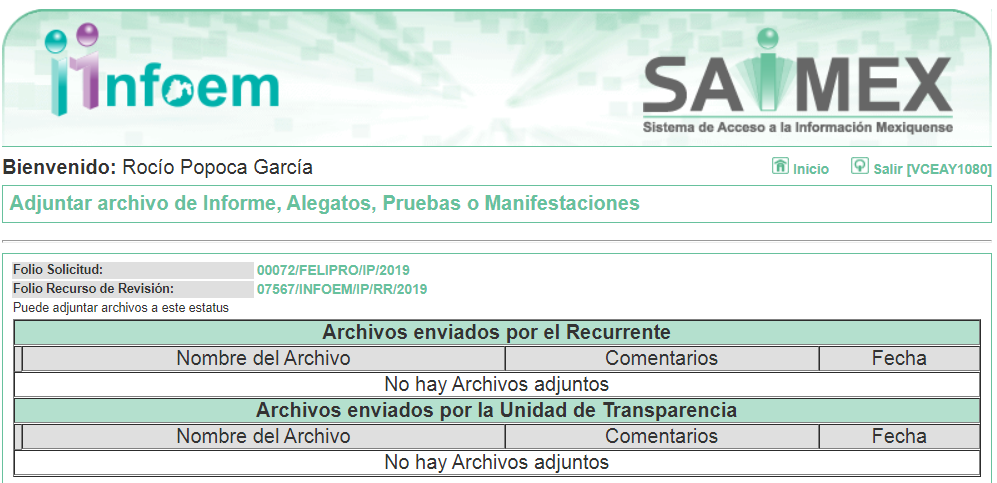 infoem
SAIMEX
Sistema de Acceso a la Información Mexiquense
Bienvenido: Rocío Popoca García
Inicio Salir [VCEAY1080]
Adjuntar archivo de Informe, Alegatos, Pruebas o Manifestaciones
Folio Solicitud: 00072/FELIPRO/IP/2019
Folio Recurso de Revisión: 07567/INFOEM/IP/RR/2019
Puede adjuntar archivos a este estatus
Archivos enviados por el Recurrente
Nombre del Archivo Comentarios Fecha
No hay Archivos adjuntos
Archivos enviados por la Unidad de Transparencia
Nombre del Archivo Comentarios Fecha
No hay Archivos adjuntos